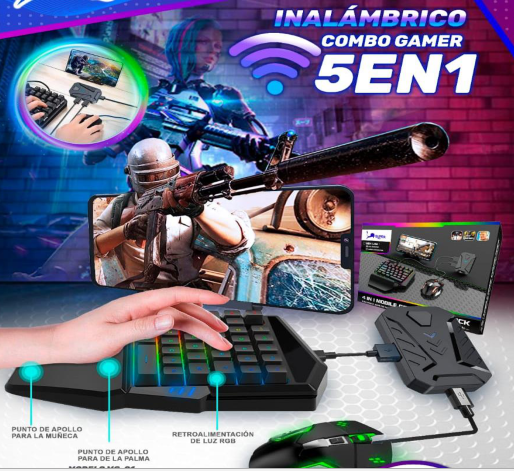 INALÁMBRICO
COMBO GAMER
5EN1
4 IN 1 MOBILE
PUNTO DE APOLLO
PARA LA MUÑECA
PUNTO DE APOLLO
PARA DE LA PALMA
RETROALIMENTACIÓN
DE LUZ RGB